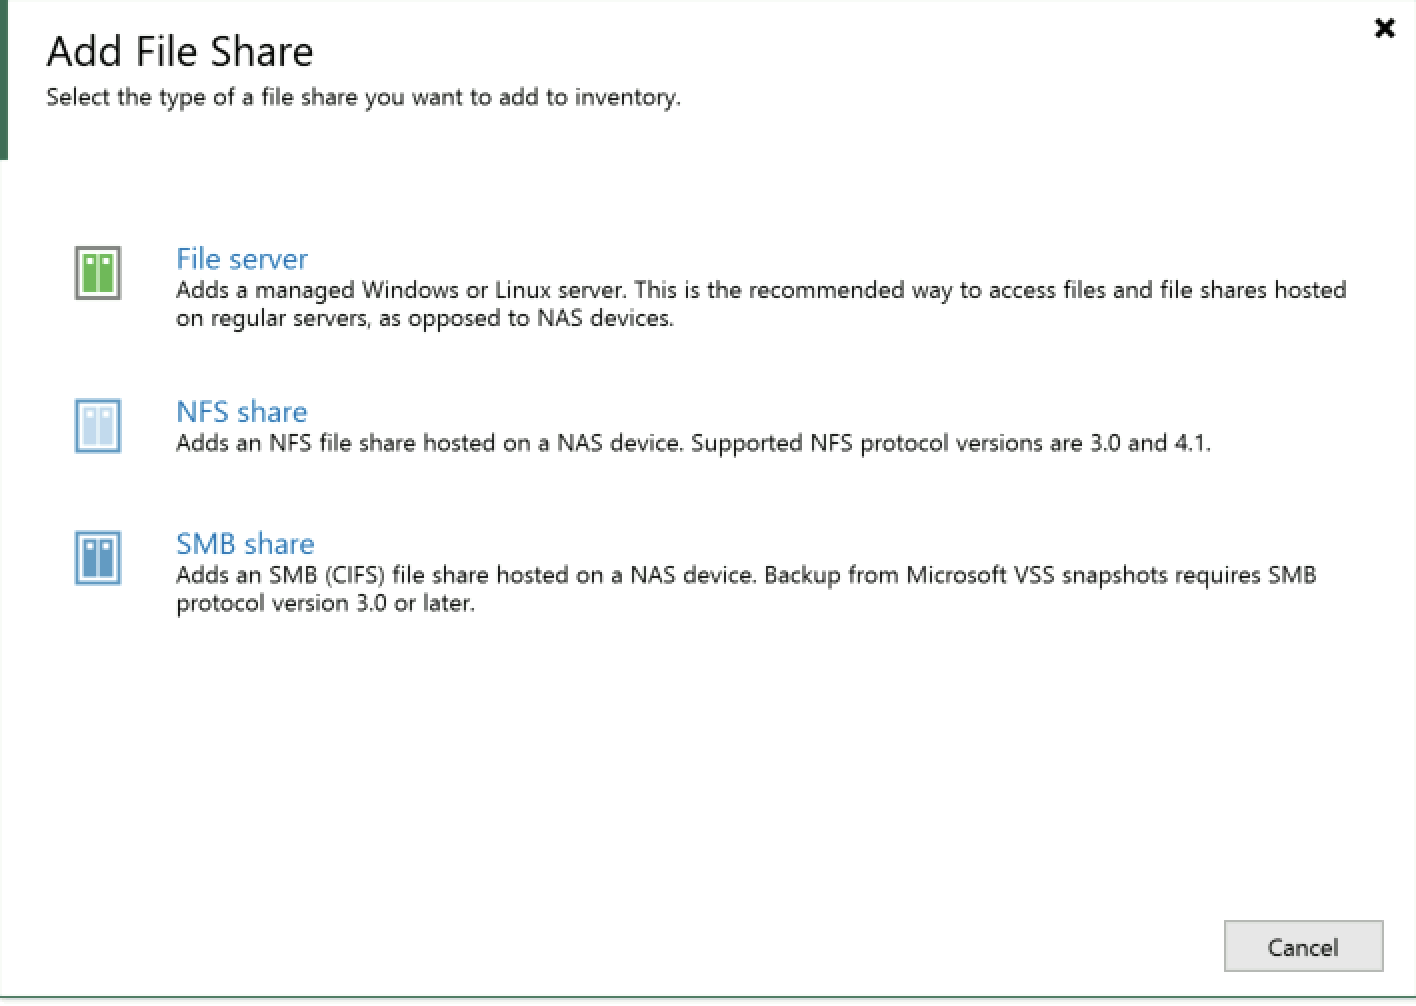 Add File Share
Select the type of a file share you want to add to inventory.
File server
Adds a managed Windows or Linux server. This is the recommended way to access files and file shares hosted
on regular servers, as opposed to NAS devices.
NFS share
Adds an NFS file share hosted on a NAS device. Supported NFS protocol versions are 3.0 and 4.1.
SMB share
Adds an SMB (CIFS) file share hosted on a NAS device. Backup from Microsoft VSS snapshots requires SMB
protocol version 3.0 or later.
Cancel